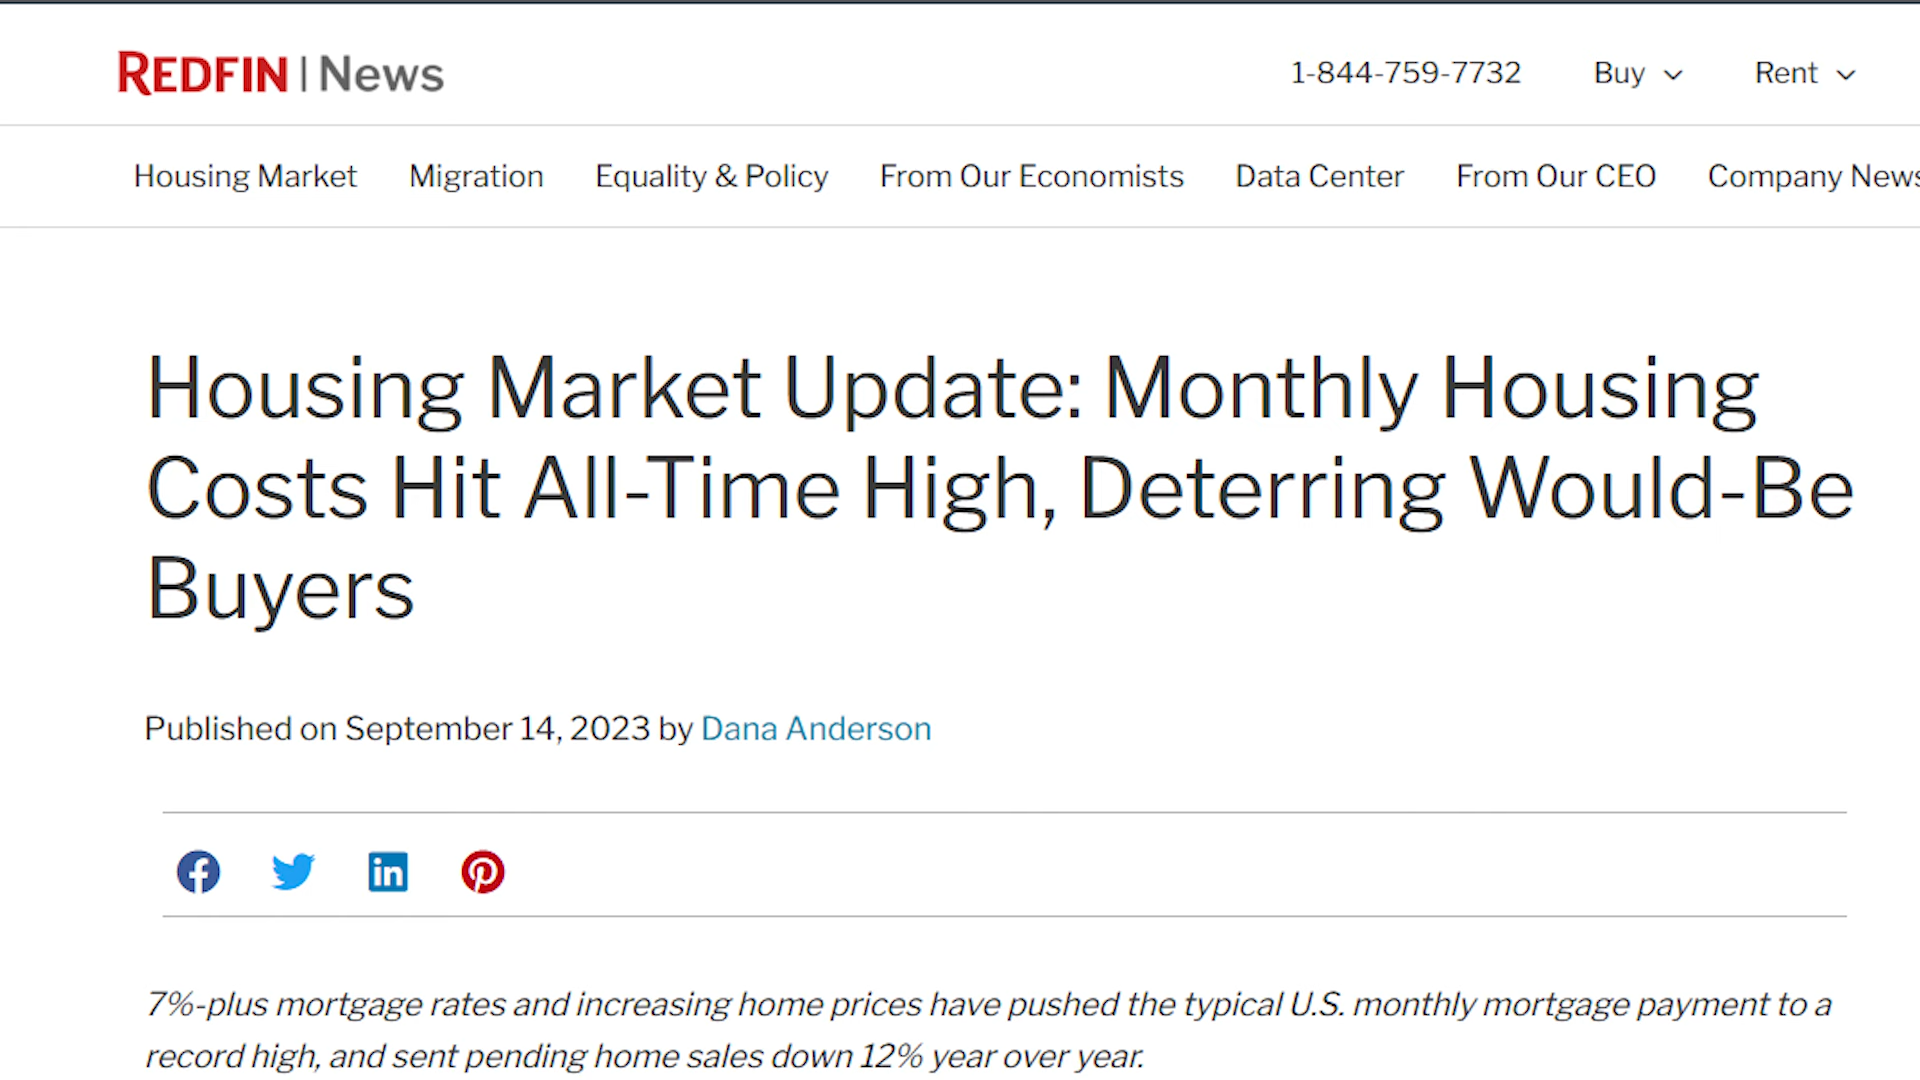 REDFIN | News
1-844-759-7732 Buy Rent
Housing Market Migration Equality & Policy From Our Economists Data Center From Our CEO Company News
Housing Market Update: Monthly Housing
Costs Hit All-Time High, Deterring Would-Be
Buyers
Published on September 14, 2023 by Dana Anderson
7%-plus mortgage rates and increasing home prices have pushed the typical U.S. monthly mortgage payment to a
record high, and sent pending home sales down 12% year over year.